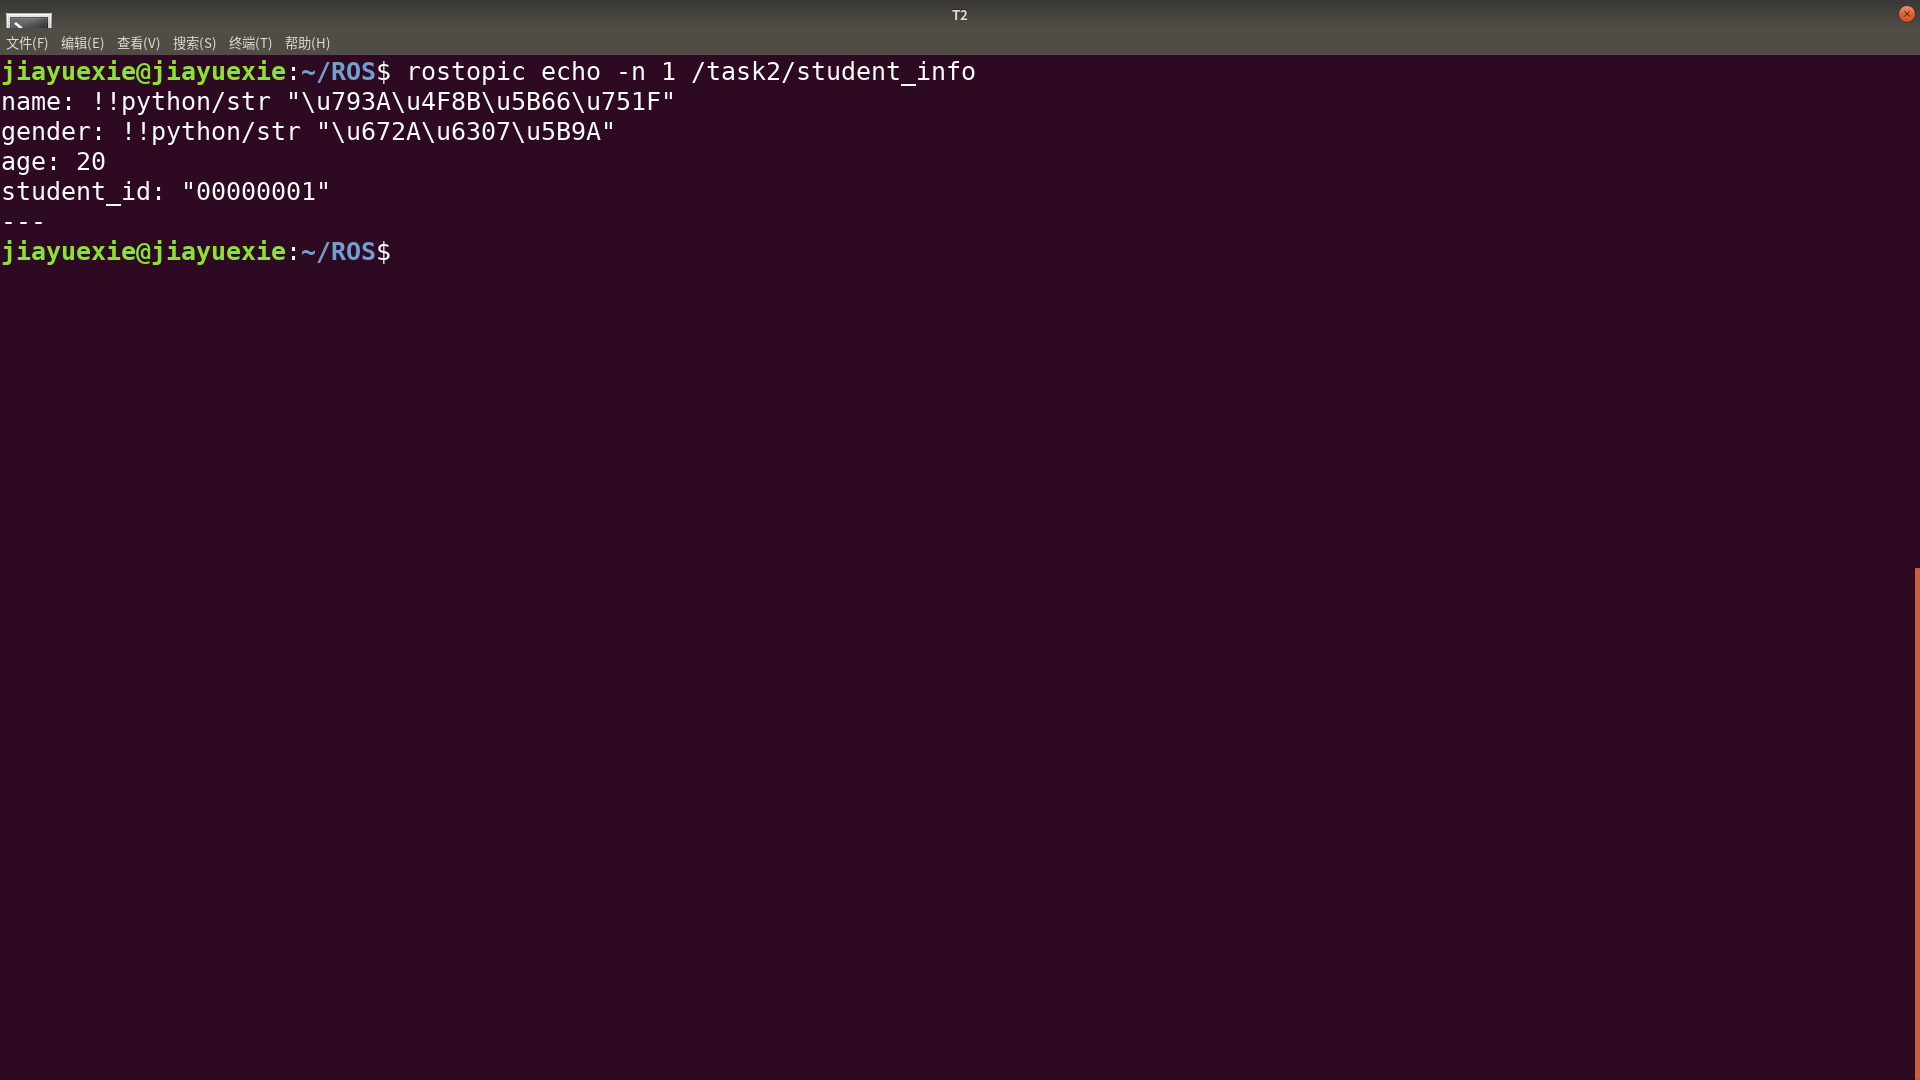 T2
文件(F) 编辑(E) 查看(V) 搜索(S) 终端(T) 帮助(H)
jiayuexie@jiayuexie:~/ROS$ rostopic echo -n 1 /task2/student_info
name: !!python/str "\u793A\u4F8B\u5B66\u751F"
gender: !!python/str "\u672A\u6307\u5B9A"
age: 20
student_id: "00000001"
---
jiayuexie@jiayuexie:~/ROS$